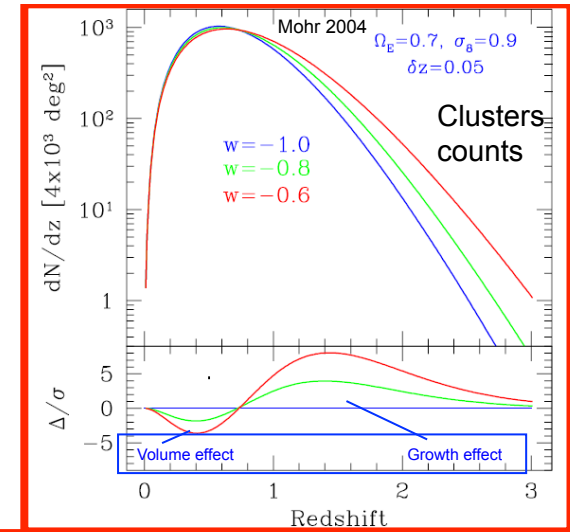 Mohr 2004
Ω_E=0.7, σ_8=0.9
δz=0.05
Clusters
counts
w=−1.0
w=−0.8
w=−0.6
dN/dz [4x10³ deg²]
10³
10²
10¹
1
Δ/σ
5
0
−5
Volume effect
Growth effect
0 1 2 3
Redshift